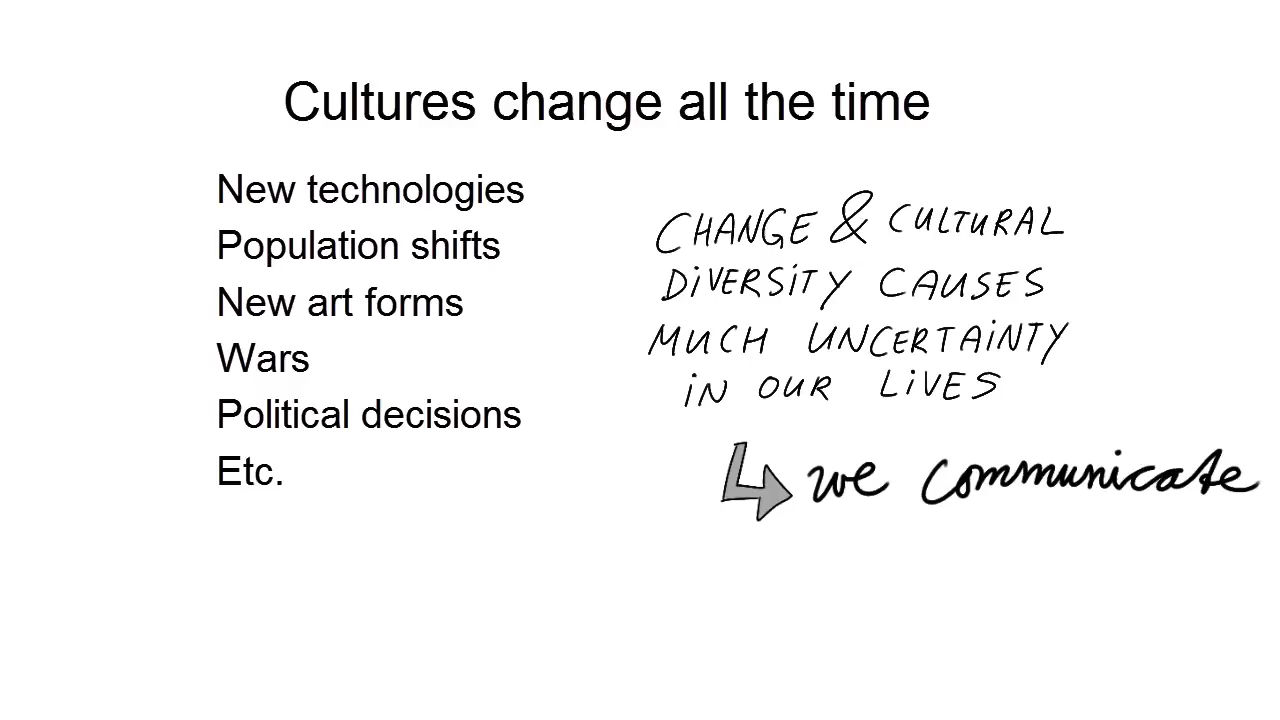 Cultures change all the time
New technologies
Population shifts
New art forms
Wars
Political decisions
Etc.
CHANGE & CULTURAL
DIVERSITY CAUSES
MUCH UNCERTAINTY
IN OUR LIVES
we communicate